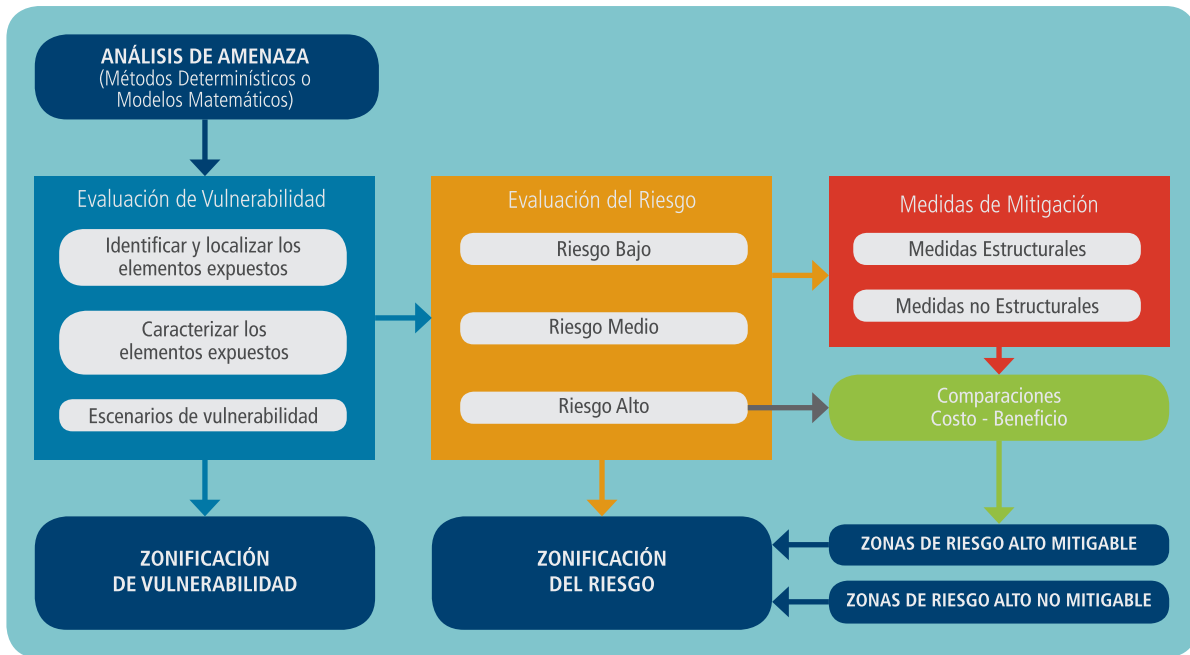 ANÁLISIS DE AMENAZA
(Métodos Determinísticos o
Modelos Matemáticos)
Evaluación de Vulnerabilidad
Identificar y localizar los
elementos expuestos
Caracterizar los
elementos expuestos
Escenarios de vulnerabilidad
ZONIFICACIÓN
DE VULNERABILIDAD
Evaluación del Riesgo
Riesgo Bajo
Riesgo Medio
Riesgo Alto
ZONIFICACIÓN
DEL RIESGO
Medidas de Mitigación
Medidas Estructurales
Medidas no Estructurales
Comparaciones
Costo - Beneficio
ZONAS DE RIESGO ALTO MITIGABLE
ZONAS DE RIESGO ALTO NO MITIGABLE